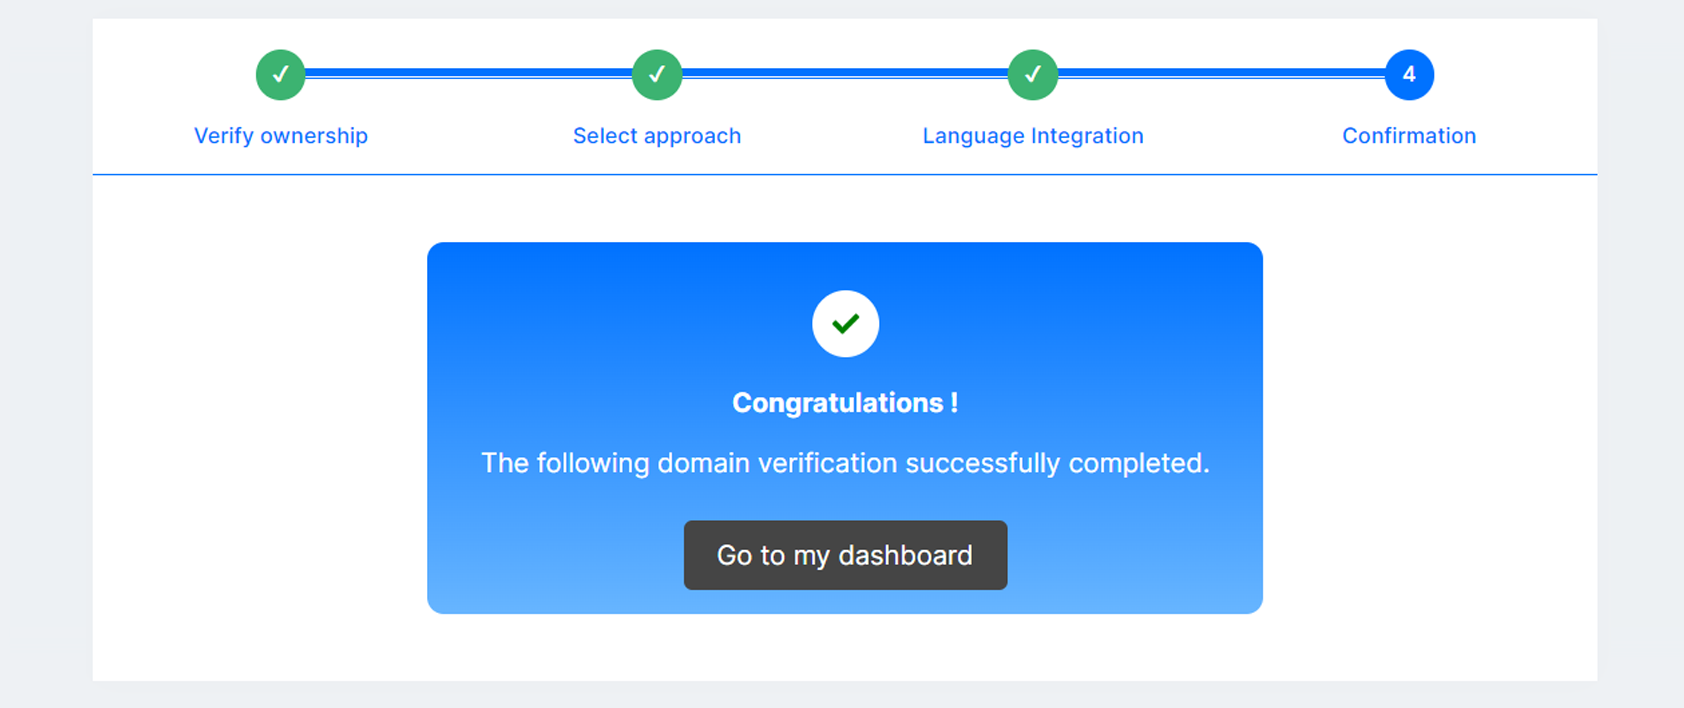 4
Verify ownership
Select approach
Language Integration
Confirmation
Congratulations !
The following domain verification successfully completed.
Go to my dashboard